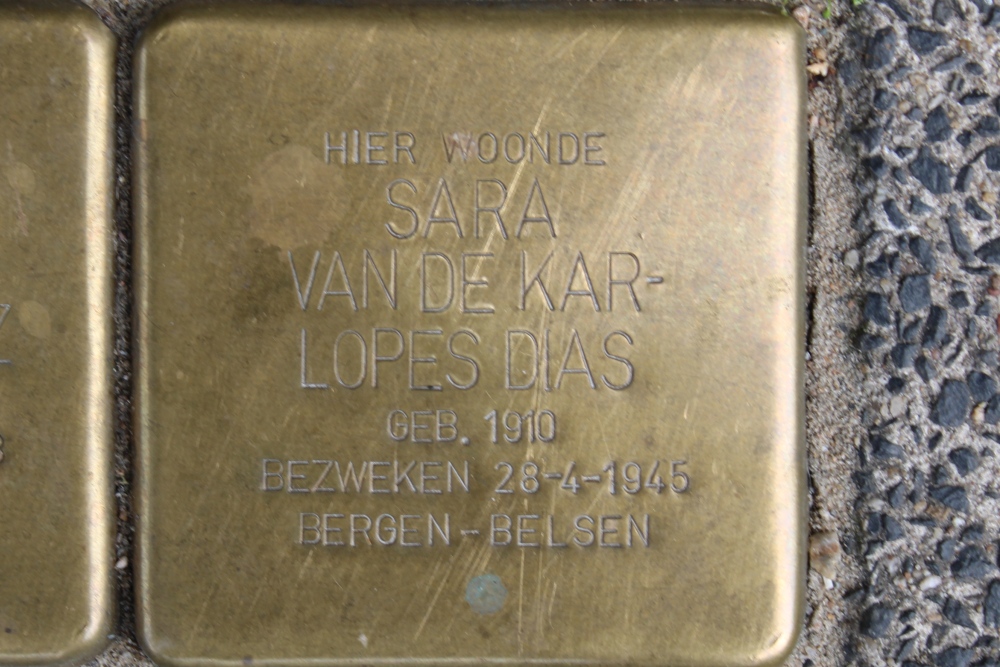 HIER WOONDE
SARA
VAN DE KAR-
LOPES DIAS
GEB. 1910
BEZWEKEN 28-4-1945
BERGEN-BELSEN